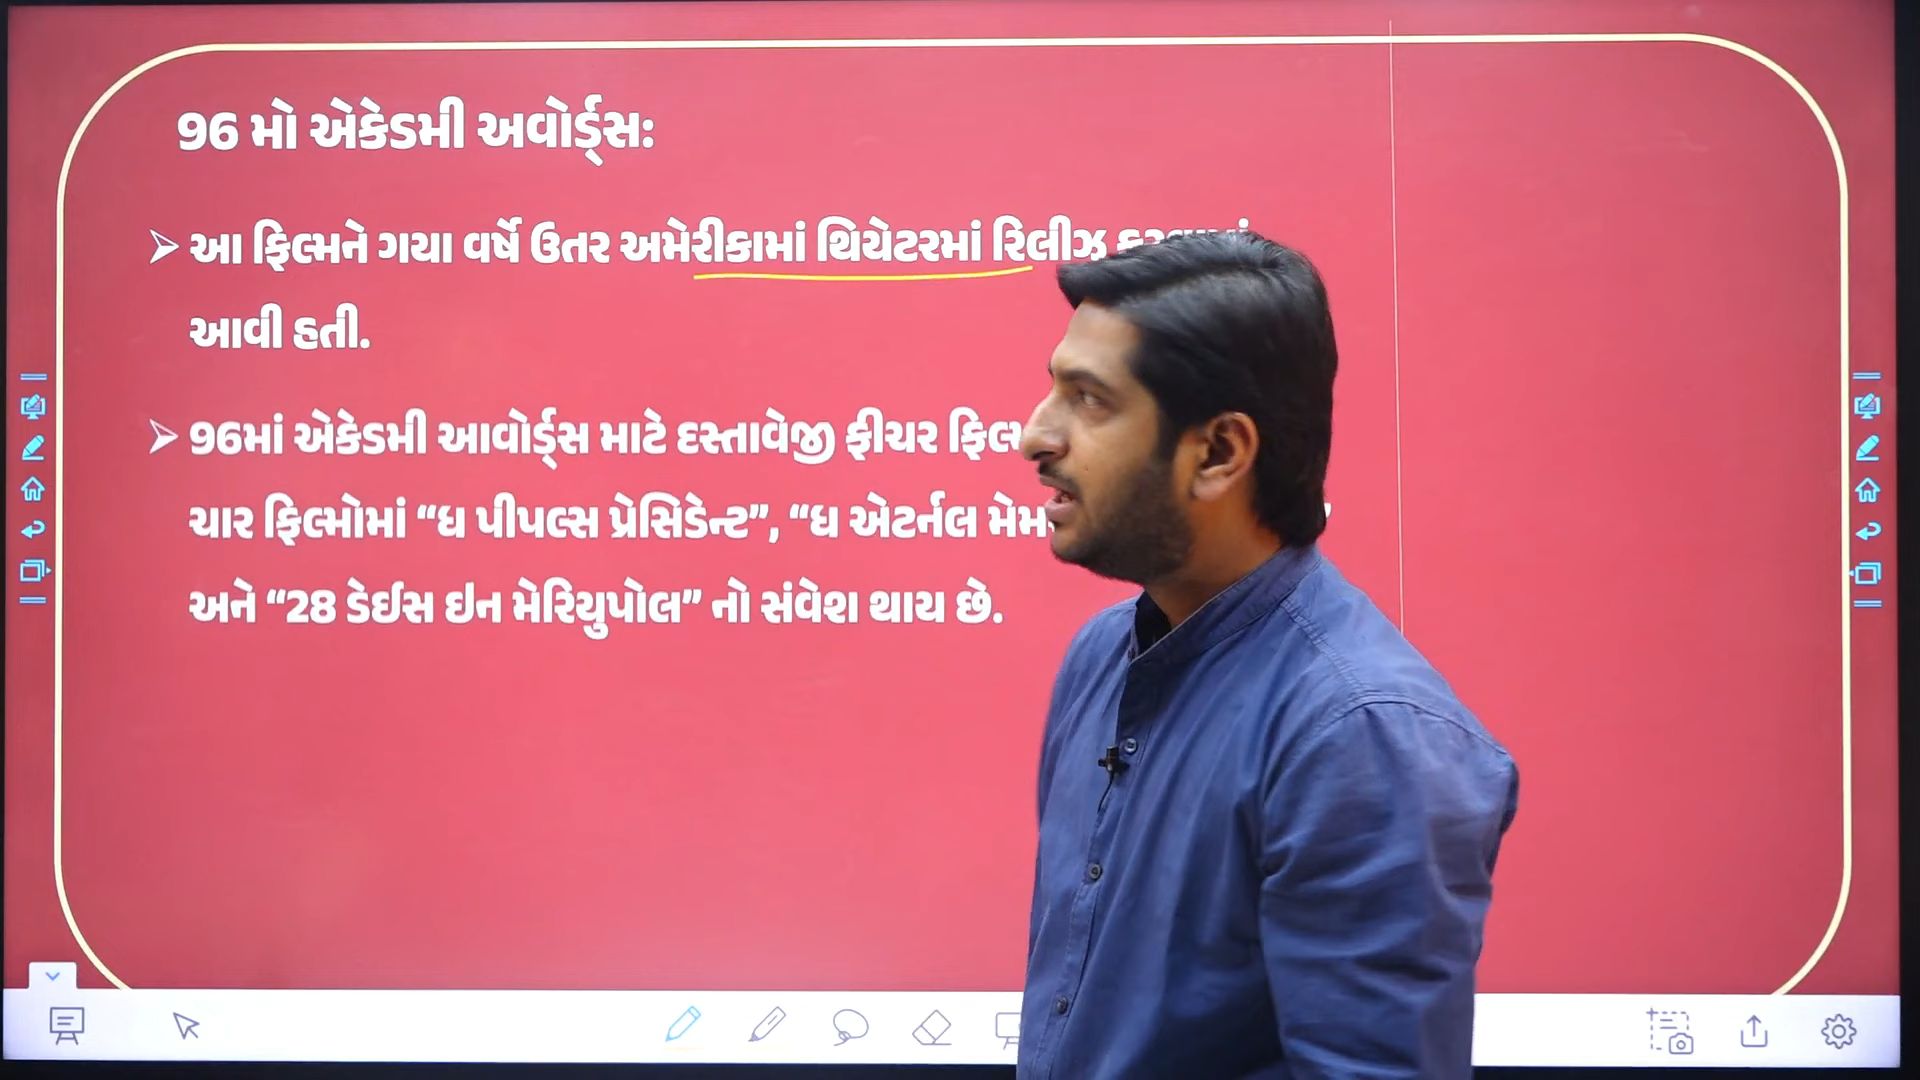 96 મો એકેડમી અવોર્ડ્સ:
આ ફિલ્મને ગયા વર્ષે ઉતર અમેરીકામાં થિયેટરમાં રિલીઝ
આવી હતી.
96માં એકેડમી આવોર્ડ્સ માટે દસ્તાવેજી ફીચર
ચાર ફિલ્મોમાં “ધ પીપલ્સ પ્રેસિડેન્ટ”, “ધ એટર્નલ
અને “28 ડેઈસ ઇન મેરિયુપોલ” નો સંવેશ થાય છે.